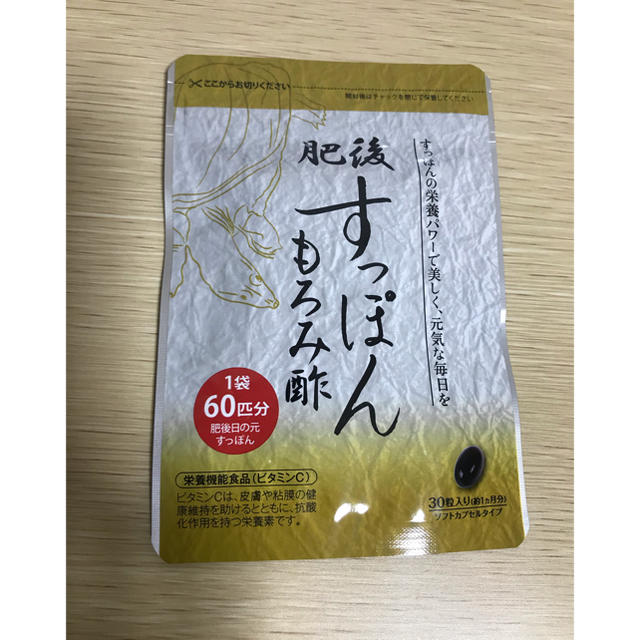 ここからお切りください
開封後はチャックを閉じて保管してください
肥後
すっぽん
もろみ酢
すっぽんの栄養パワーで美しく、元気な毎日を
1袋
60匹分
肥後日の元
すっぽん
栄養機能食品(ビタミンC)
ビタミンCは、皮膚や粘膜の健
康維持を助けるとともに、抗酸
化作用を持つ栄養素です。
30粒入り(約1ヵ月分)
ソフトカプセルタイプ